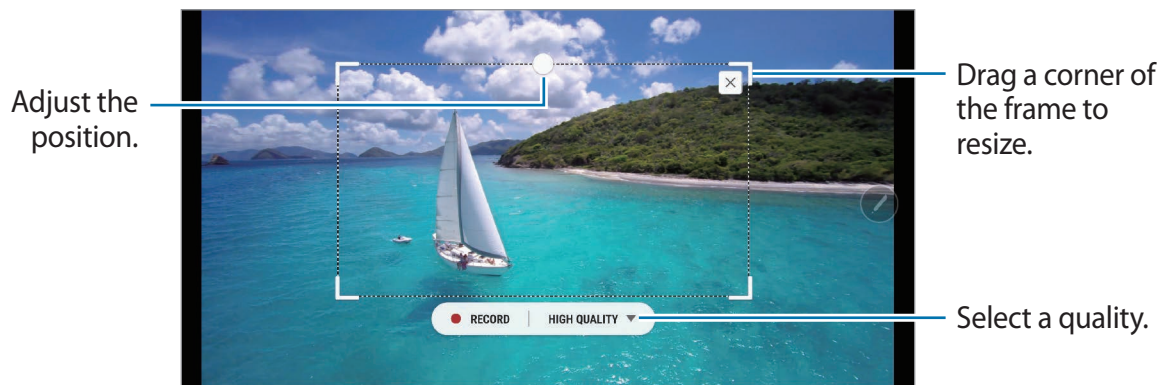 Adjust the
position.
Drag a corner of
the frame to
resize.
RECORD
HIGH QUALITY
Select a quality.